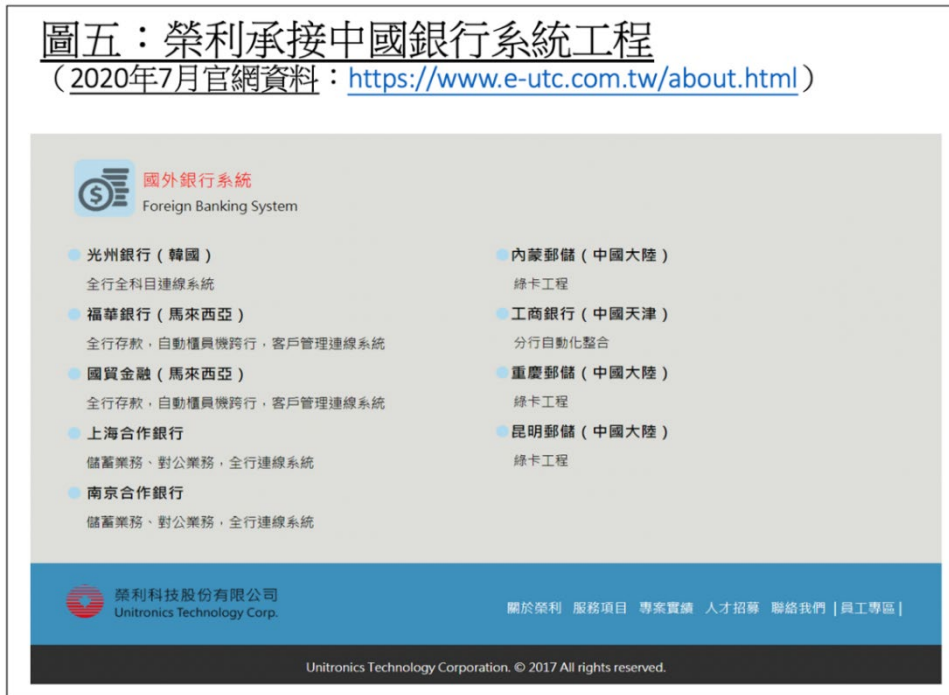 圖五：榮利承接中國銀行系統工程
（2020年7月官網資料：https://www.e-utc.com.tw/about.html）
國外銀行系統
Foreign Banking System
光州銀行 ( 韓國 )
全行全科目連線系統
福華銀行 ( 馬來西亞 )
全行存款，自動櫃員機跨行，客戶管理連線系統
國貿金融 ( 馬來西亞 )
全行存款，自動櫃員機跨行，客戶管理連線系統
上海合作銀行
儲蓄業務、對公業務，全行連線系統
南京合作銀行
儲蓄業務、對公業務，全行連線系統
內蒙郵儲 ( 中國大陸 )
綠卡工程
工商銀行 ( 中國天津 )
分行自動化整合
重慶郵儲 ( 中國大陸 )
綠卡工程
昆明郵儲 ( 中國大陸 )
綠卡工程
榮利科技股份有限公司
Unitronics Technology Corp.
關於榮利 服務項目 專案實績 人才招募 聯絡我們 | 員工專區 |
Unitronics Technology Corporation. © 2017 All rights reserved.